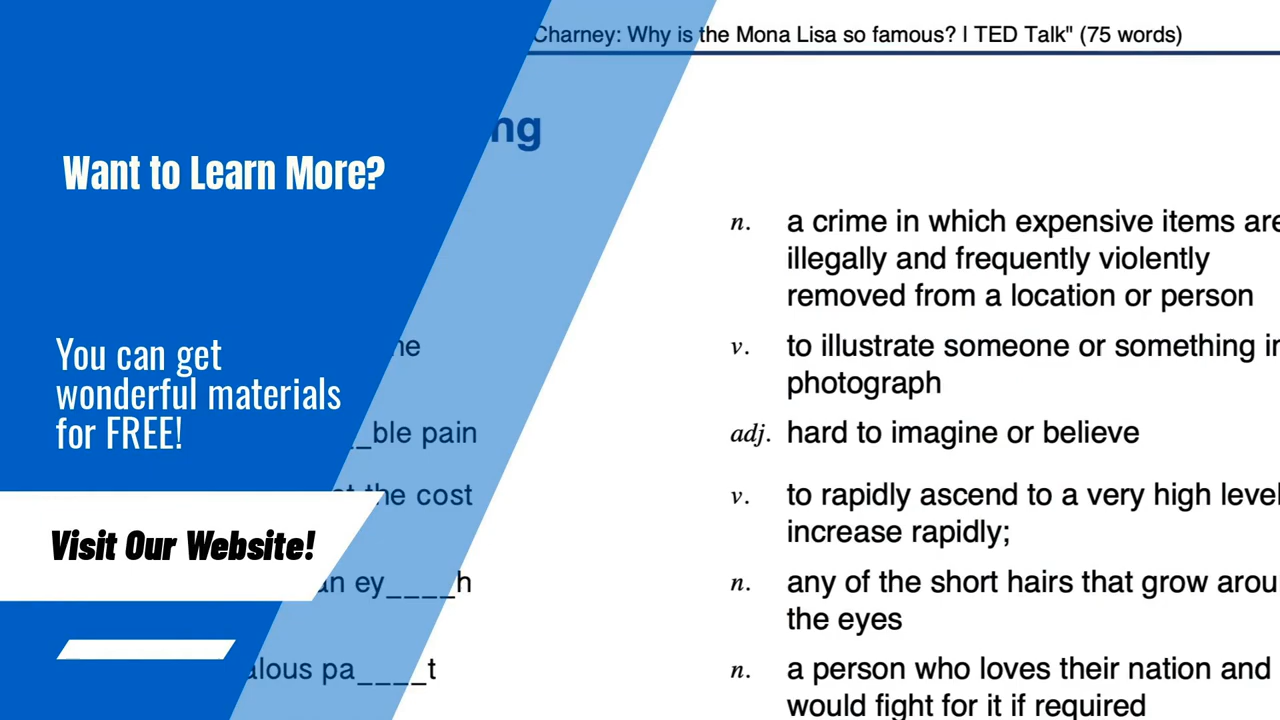 Charney: Why is the Mona Lisa so famous? | TED Talk" (75 words)
ng
Want to Learn More?
You can get
wonderful materials
for FREE!
Visit Our Website!
n. a crime in which expensive items are
illegally and frequently violently
removed from a location or person
he
v. to illustrate someone or something in
photograph
_ble pain
adj. hard to imagine or believe
at the cost
v. to rapidly ascend to a very high level
increase rapidly;
an ey____h
n. any of the short hairs that grow arou
the eyes
alous pa____t
n. a person who loves their nation and
would fight for it if required